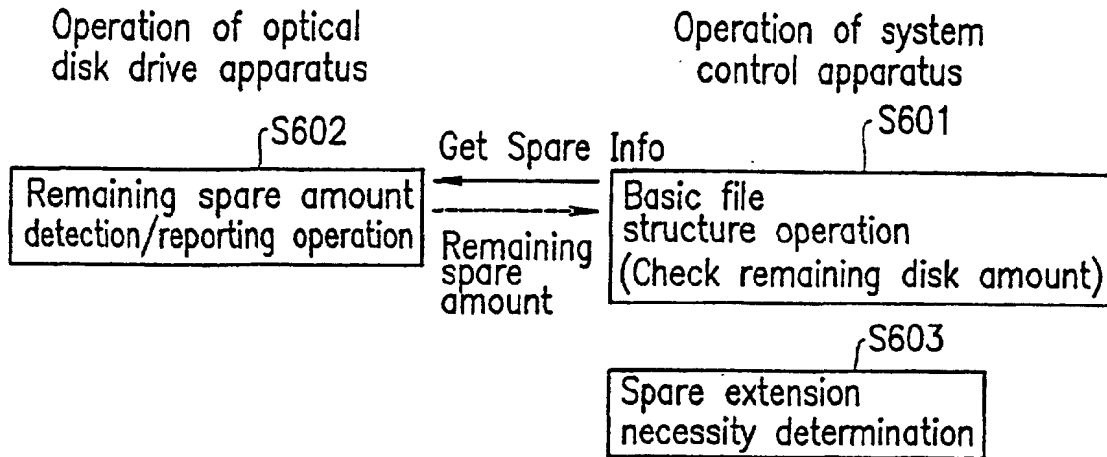 Operation of optical
disk drive apparatus
Operation of system
control apparatus
S602
S601
Get Spare Info
Remaining spare amount
detection/reporting operation
Remaining
spare
amount
Basic file
structure operation
(Check remaining disk amount)
S603
Spare extension
necessity determination